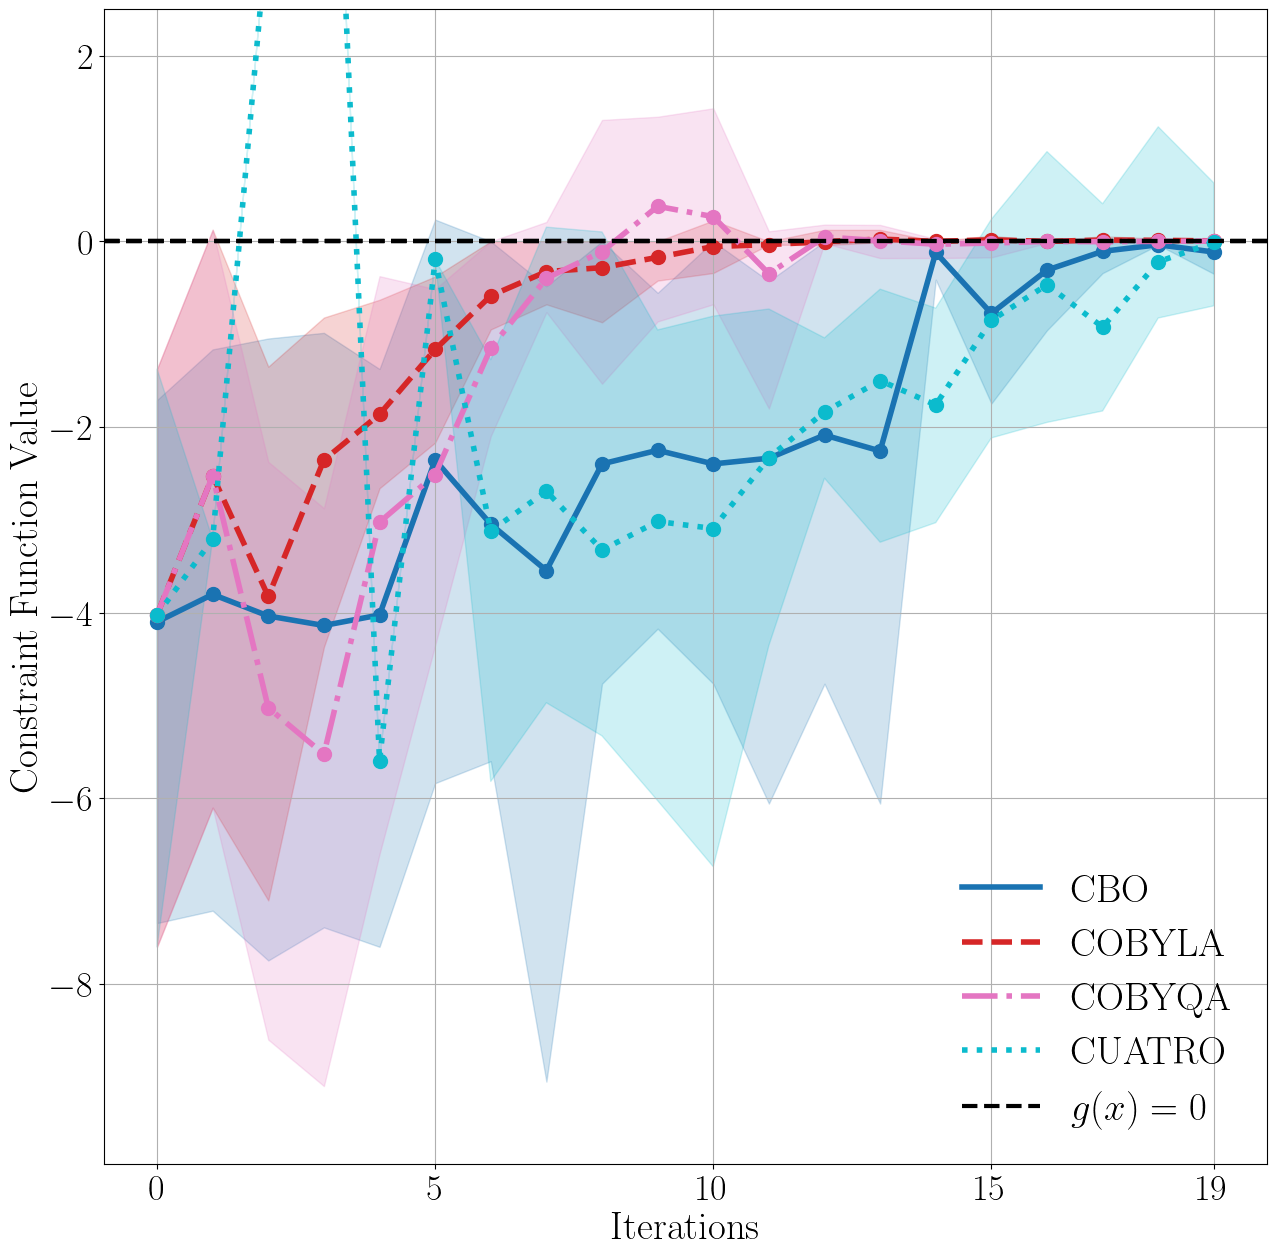 Constraint Function Value
2
0
−2
−4
−6
−8
0
5
10
15
19
Iterations
CBO
COBYLA
COBYQA
CUATRO
g(x) = 0